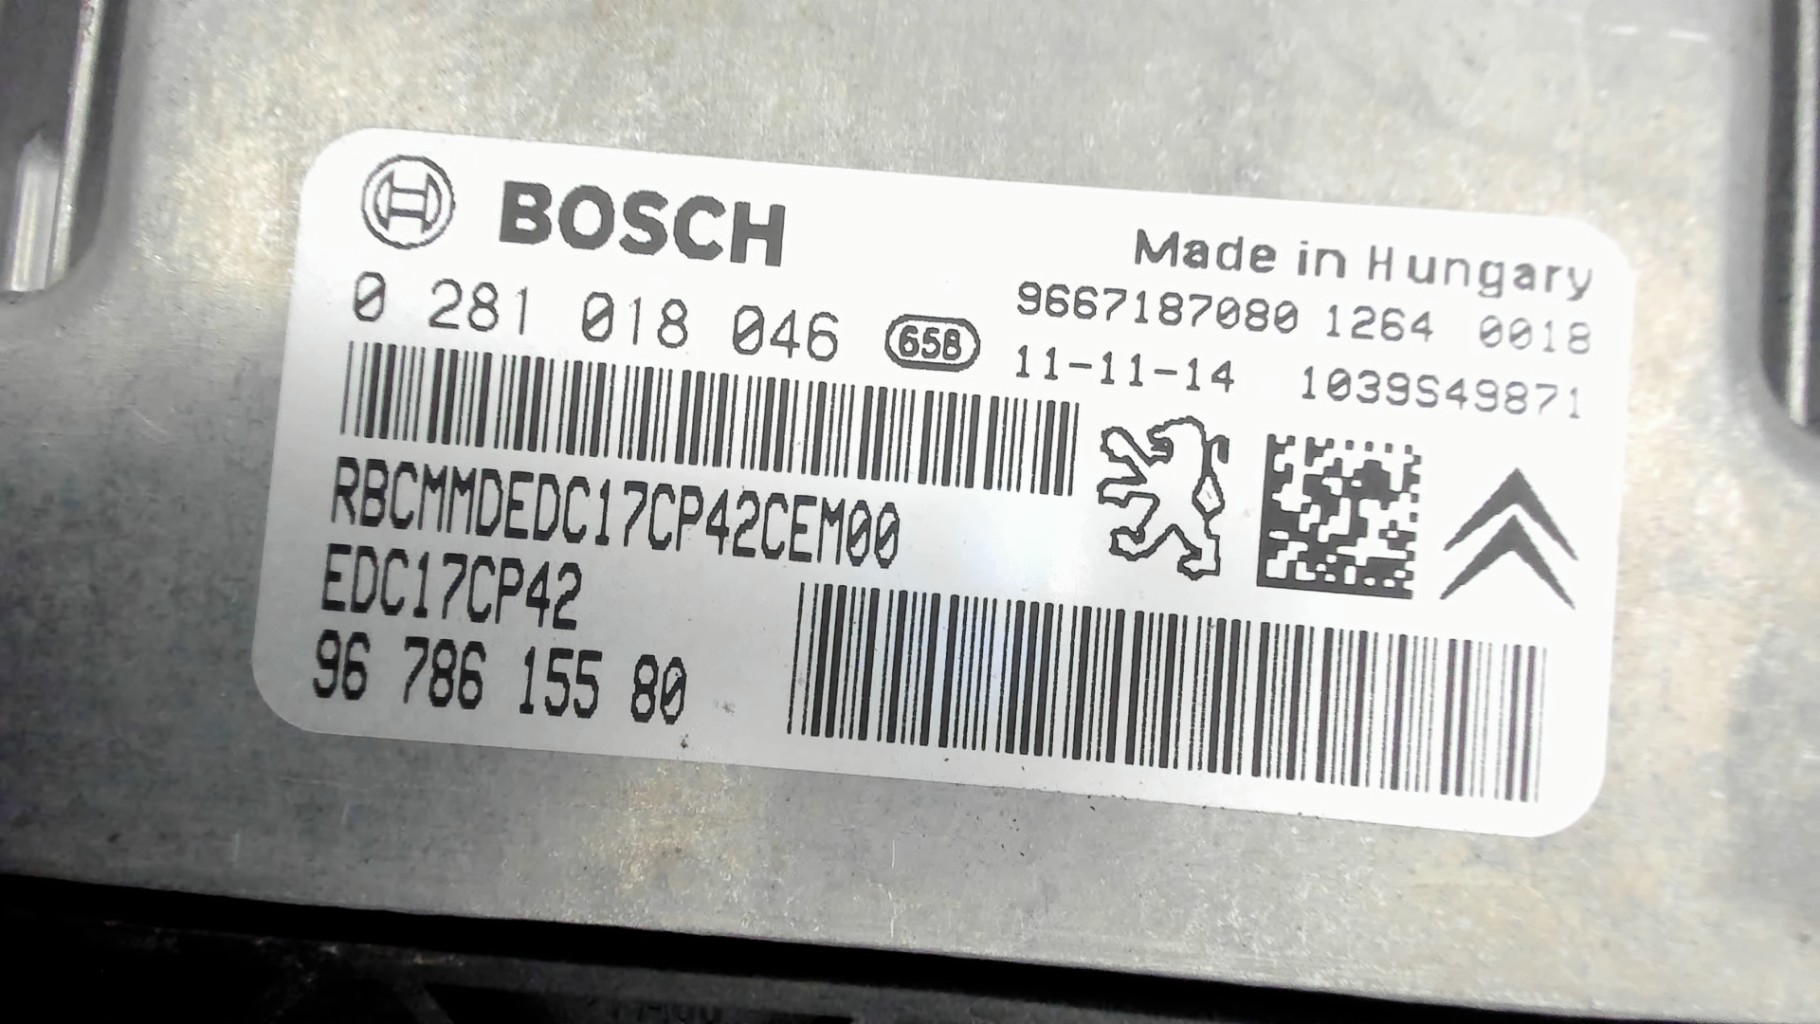 BOSCH
Made in Hungary
0 281 018 046 658
9667187080 1264 0018
11-11-14 1039S49871
RBCMMDEDC17CP42CEM00
EDC17CP42
96 786 155 80